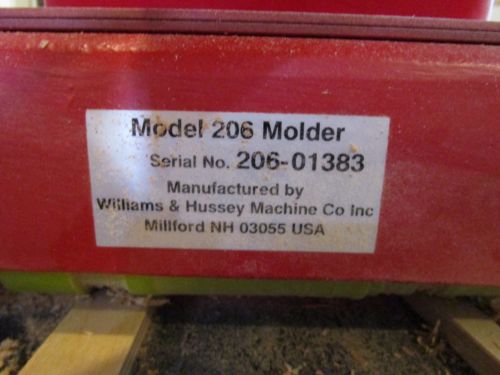 Model 206 Molder
Serial No. 206-01383
Manufactured by
Williams & Hussey Machine Co Inc
Millford NH 03055 USA